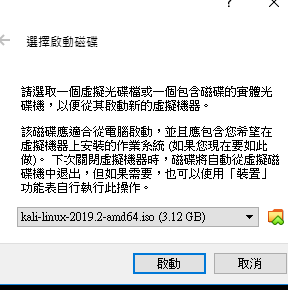 ?
選擇啟動磁碟
請選取一個虛擬光碟檔或一個包含磁碟的實體光
碟機，以便從其啟動新的虛擬機器。
該磁碟應適合從電腦啟動，並且應包含您希望在
虛擬機器上安裝的作業系統 (如果您現在要如此
做)。 下次關閉虛擬機器時，磁碟將自動從虛擬磁
碟機中退出，但如果需要，也可以使用「裝置」
功能表自行執行此操作。
kali-linux-2019.2-amd64.iso (3.12 GB)
啟動
取消